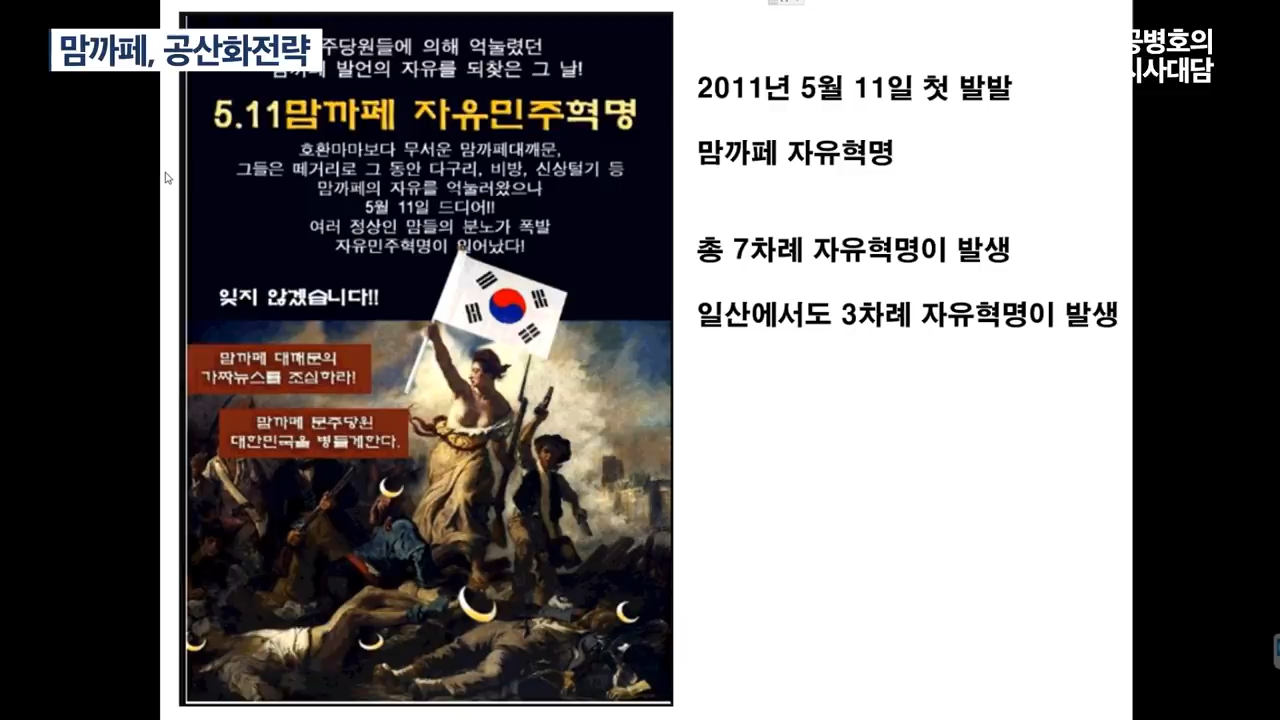 맘까페, 공산화전략
공병호의
시사대담
주당원들에 의해 억눌렸던
발언의 자유를 되찾은 그 날!
5.11맘까페 자유민주혁명
호환마마보다 무서운 맘까페대깨문,
그들은 떼거리로 그 동안 다구리, 비방, 신상털기 등
맘까페의 자유를 억눌러왔으나
5월 11일 드디어!!
여러 정상인 맘들의 분노가 폭발
자유민주혁명이 일어났다!
잊지 않겠습니다!!
맘까페 대깨문의
가짜뉴스를 조심하라!
맘까페 문주당원
대한민국을 병들게한다.
2011년 5월 11일 첫 발발
맘까페 자유혁명
총 7차례 자유혁명이 발생
일산에서도 3차례 자유혁명이 발생